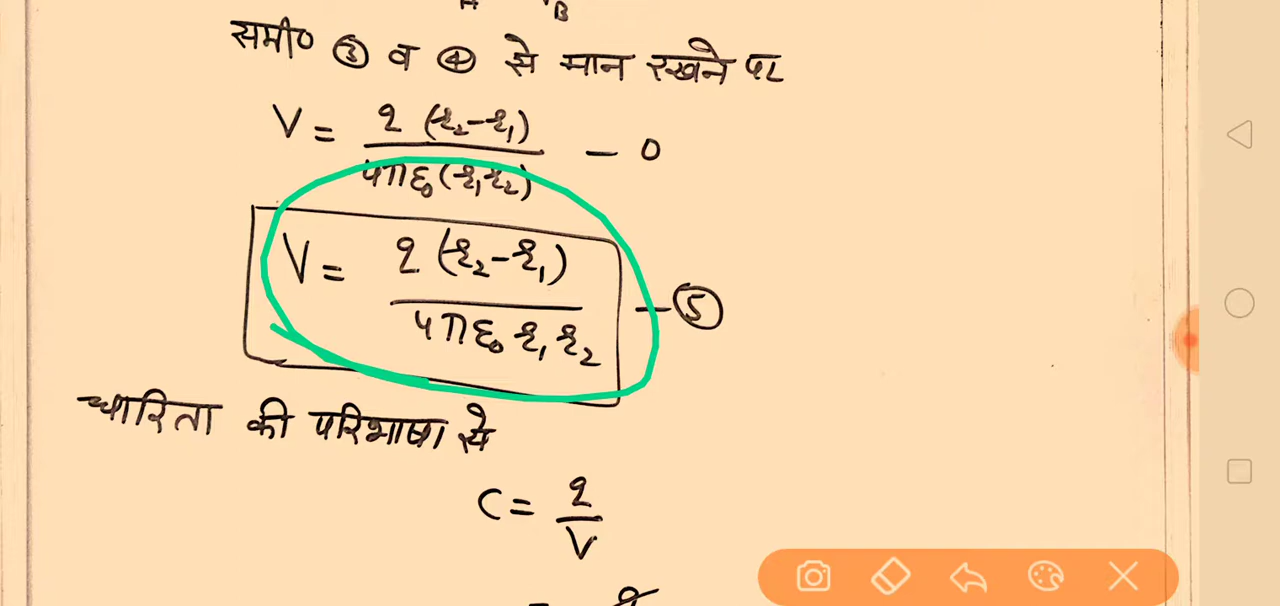 समी० ③ व ④ से मान रखने पर
V = q (r₂-r₁) / 4πε₀(r₁r₂) - 0
V = q (r₂-r₁) / 4πε₀ r₁ r₂ - ⑤
धारिता की परिभाषा से
C = q / V